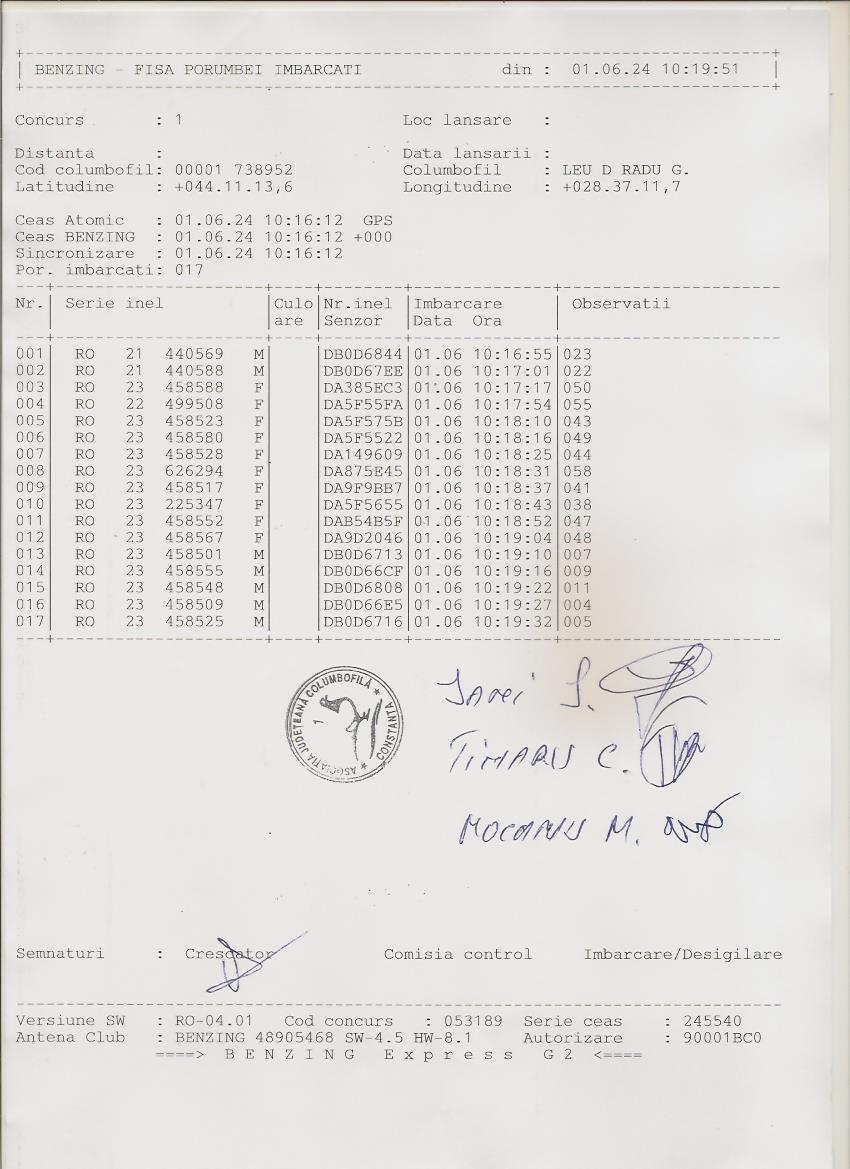 BENZING - FISA PORUMBEI IMBARCATI din : 01.06.24 10:19:51
Concurs : 1 Loc lansare :
Distanta : Data lansarii :
Cod columbofil: 00001 738952 Columbofil : LEU D RADU G.
Latitudine : +044.11.13,6 Longitudine : +028.37.11,7
Ceas Atomic : 01.06.24 10:16:12 GPS
Ceas BENZING : 01.06.24 10:16:12 +000
Sincronizare : 01.06.24 10:16:12
Por. imbarcati: 017
Nr. Serie inel Culo Nr.inel Imbarcare Observatii
are Senzor Data Ora
001 RO 21 440569 M DB0D6844 01.06 10:16:55 023
002 RO 21 440588 M DB0D67EE 01.06 10:17:01 022
003 RO 23 458588 F DA385EC3 01.06 10:17:17 050
004 RO 22 499508 F DA5F55FA 01.06 10:17:54 055
005 RO 23 458523 F DA5F575B 01.06 10:18:10 043
006 RO 23 458580 F DA5F5522 01.06 10:18:16 049
007 RO 23 458528 F DA149609 01.06 10:18:25 044
008 RO 23 626294 F DA875E45 01.06 10:18:31 058
009 RO 23 458517 F DA9F9BB7 01.06 10:18:37 041
010 RO 23 225347 F DA5F5655 01.06 10:18:43 038
011 RO 23 458552 F DAB54B5F 01.06 10:18:52 047
012 RO 23 458567 F DA9D2046 01.06 10:19:04 048
013 RO 23 458501 M DB0D6713 01.06 10:19:10 007
014 RO 23 458555 M DB0D66CF 01.06 10:19:16 009
015 RO 23 458548 M DB0D6808 01.06 10:19:22 011
016 RO 23 458509 M DB0D66E5 01.06 10:19:27 004
017 RO 23 458525 M DB0D6716 01.06 10:19:32 005
ASOCIATIA JUDETEANĂ COLUMBOFILĂ * CONSTANTA *
1
S.
TIMARIU C.
MOCANU M.
Semnaturi : Crescator Comisia control Imbarcare/Desigilare
Versiune SW : RO-04.01 Cod concurs : 053189 Serie ceas : 245540
Antena Club : BENZING 48905468 SW-4.5 HW-8.1 Autorizare : 90001BC0
====> B E N Z I N G E x p r e s s G 2 <====